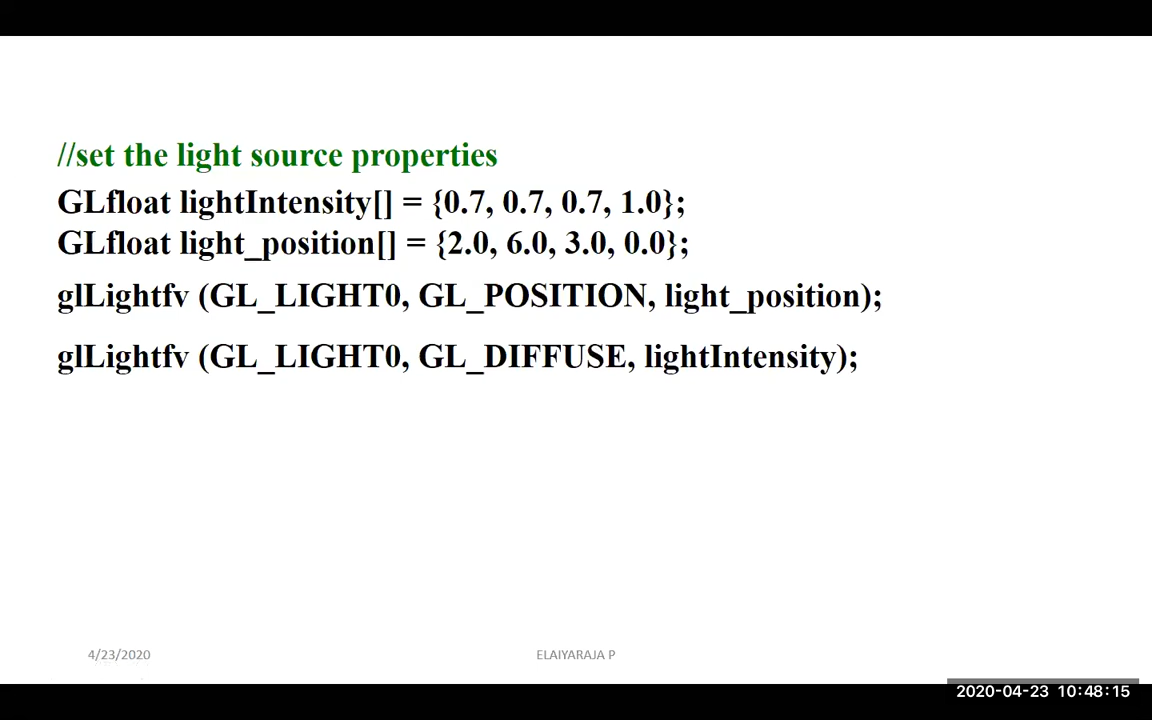 //set the light source properties
GLfloat lightIntensity[] = {0.7, 0.7, 0.7, 1.0};
GLfloat light_position[] = {2.0, 6.0, 3.0, 0.0};
glLightfv (GL_LIGHT0, GL_POSITION, light_position);
glLightfv (GL_LIGHT0, GL_DIFFUSE, lightIntensity);
4/23/2020
ELAIYARAJA P
2020-04-23 10:48:15